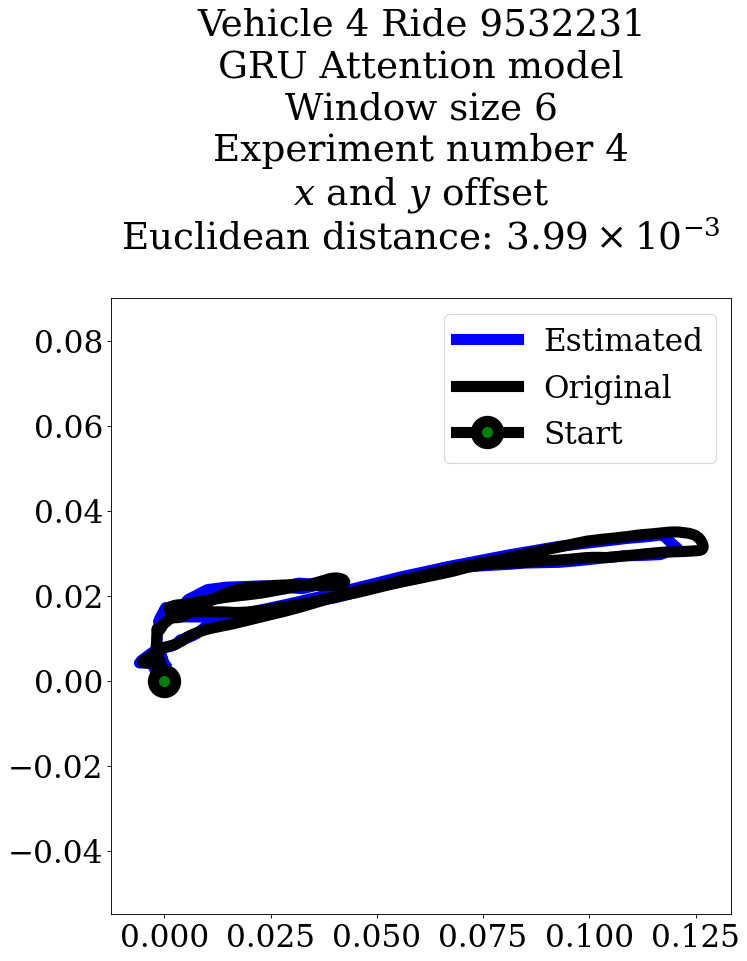 Vehicle 4 Ride 9532231
GRU Attention model
Window size 6
Experiment number 4
x and y offset
Euclidean distance: 3.99 × 10⁻³
Estimated
Original
Start
0.08
0.06
0.04
0.02
0.00
−0.02
−0.04
0.000 0.025 0.050 0.075 0.100 0.125